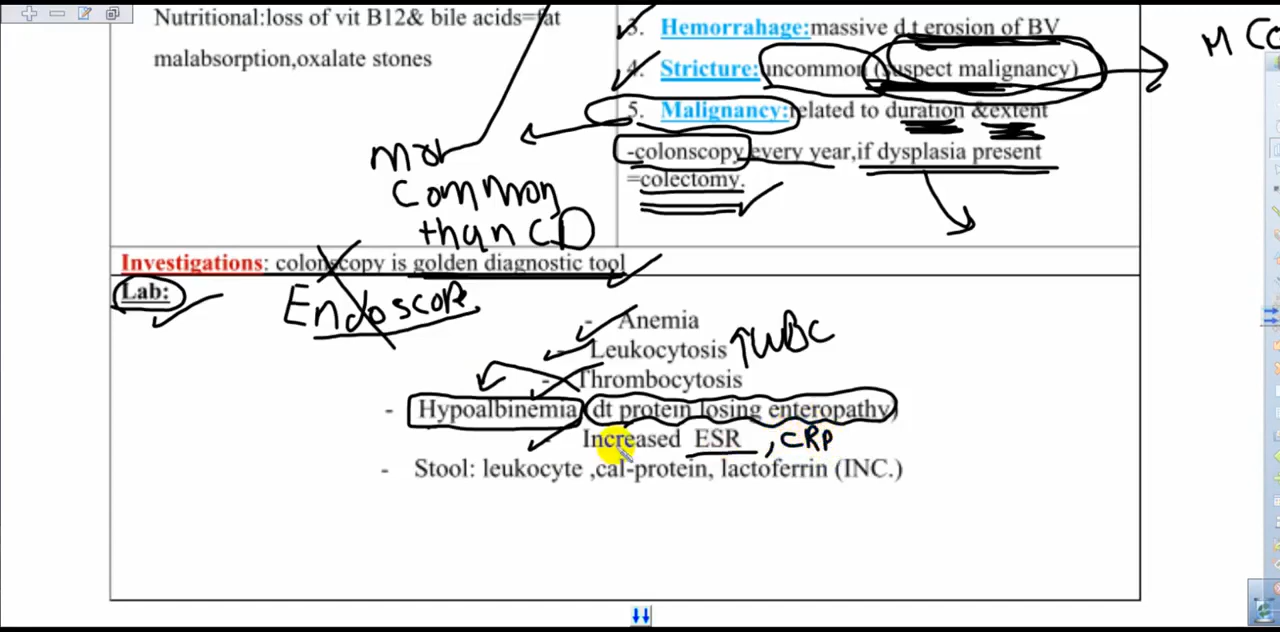 Nutritional:loss of vit B12& bile acids=fat
malabsorption,oxalate stones
3. Hemorrahage:massive d.t erosion of BV
4. Stricture: uncommon (suspect malignancy)
5. Malignancy:related to duration &extent
-colonscopy every year,if dysplasia present
=colectomy.
common
than CD
Investigations: colonscopy is golden diagnostic tool
Endoscope
Lab:
- Anemia
- Leukocytosis ↑WBC
- Thrombocytosis
- Hypoalbinemia dt protein losing enteropathy
- Increased ESR , CRP
- Stool: leukocyte ,cal-protein, lactoferrin (INC.)